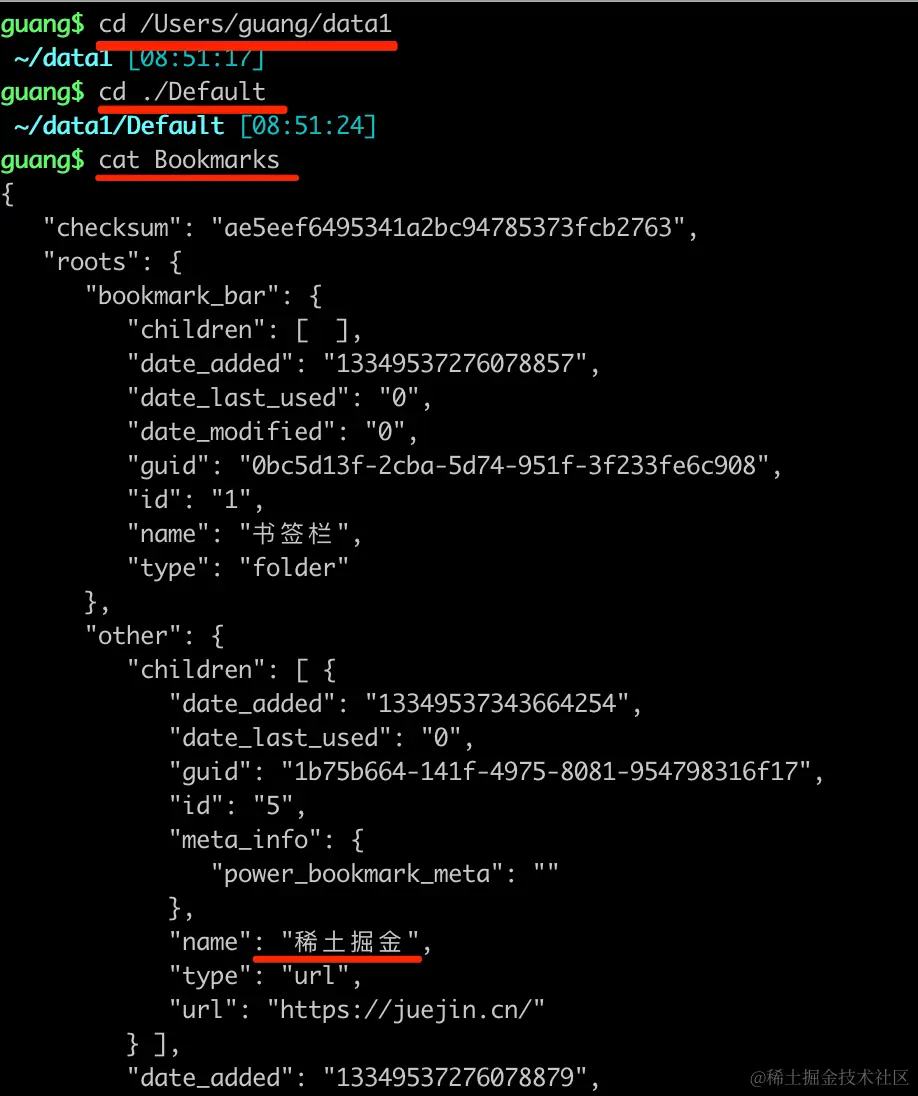 guang$ cd /Users/guang/data1
~/data1 [08:51:17]
guang$ cd ./Default
~/data1/Default [08:51:24]
guang$ cat Bookmarks
{
   "checksum": "ae5eef6495341a2bc94785373fcb2763",
   "roots": {
      "bookmark_bar": {
         "children": [  ],
         "date_added": "13349537276078857",
         "date_last_used": "0",
         "date_modified": "0",
         "guid": "0bc5d13f-2cba-5d74-951f-3f233fe6c908",
         "id": "1",
         "name": "书签栏",
         "type": "folder"
      },
      "other": {
         "children": [ {
            "date_added": "13349537343664254",
            "date_last_used": "0",
            "guid": "1b75b664-141f-4975-8081-954798316f17",
            "id": "5",
            "meta_info": {
               "power_bookmark_meta": ""
            },
            "name": "稀土掘金",
            "type": "url",
            "url": "https://juejin.cn/"
         } ],
         "date_added": "13349537276078879",
@稀土掘金技术社区